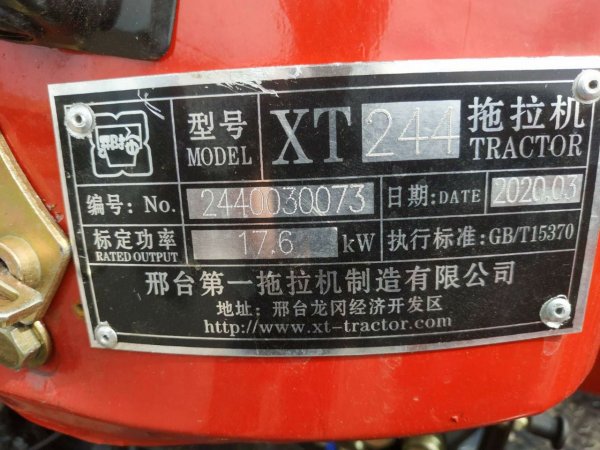 邢拖
型号 MODEL XT 244 拖拉机 TRACTOR
编号: No. 2440030073 日期:DATE 2020.03
标定功率 RATED OUTPUT 17.6 kW 执行标准:GB/T15370
邢台第一拖拉机制造有限公司
地址: 邢台龙冈经济开发区
http://www.xt-tractor.com